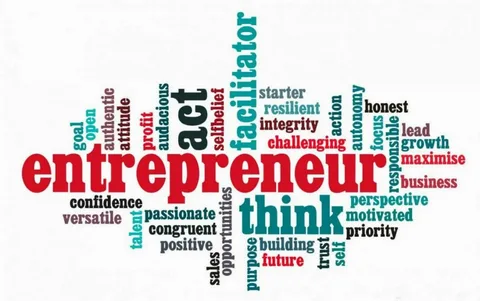 goal
open
authentic
attitude
profit
audacious
act
selfbelief
facilitator
starter
resilient
integrity
challenging
action
autonomy
honest
focus
responsible
lead
growth
maximise
entrepreneur
business
confidence
versatile
talent
passionate
congruent
positive
sales
opportunities
think
purpose
building
future
trust
self
perspective
motivated
priority